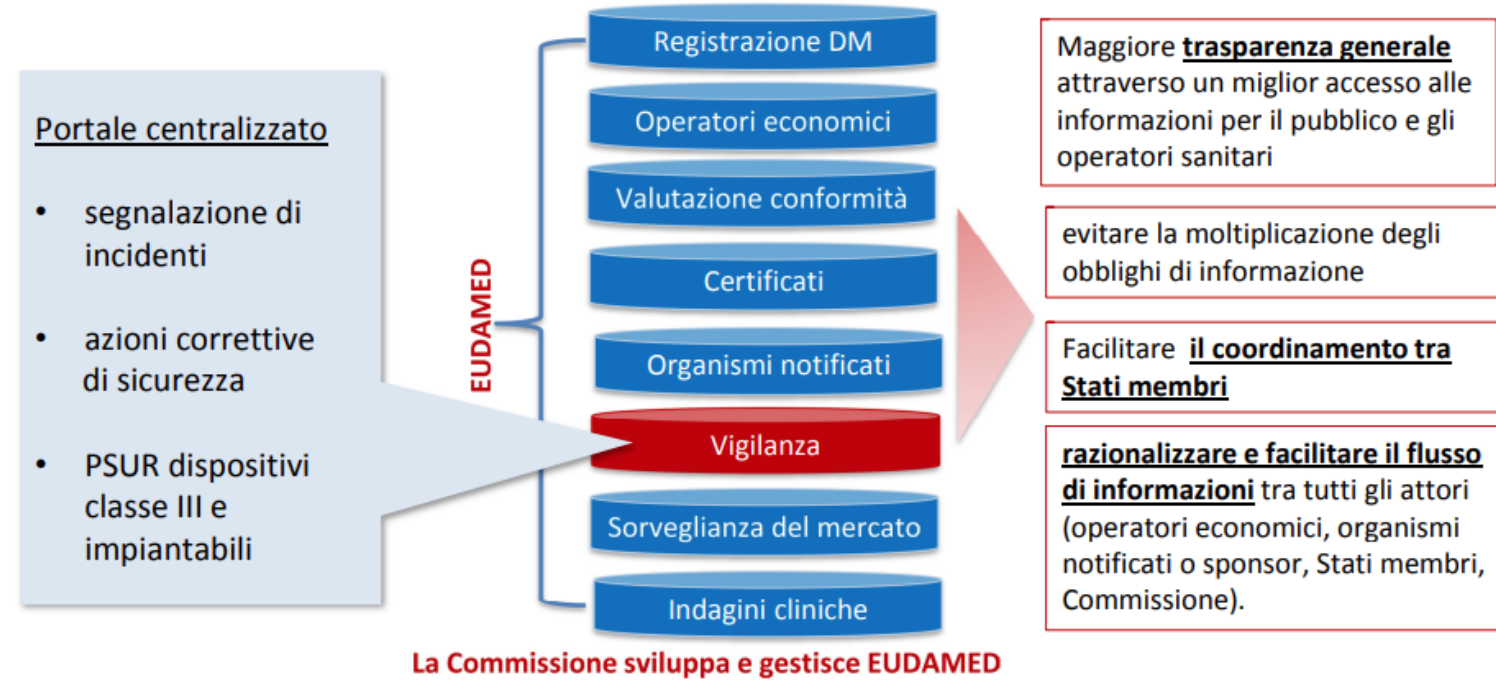 Portale centralizzato
• segnalazione di
incidenti
• azioni correttive
di sicurezza
• PSUR dispositivi
classe III e
impiantabili
EUDAMED
Registrazione DM
Operatori economici
Valutazione conformità
Certificati
Organismi notificati
Vigilanza
Sorveglianza del mercato
Indagini cliniche
La Commissione sviluppa e gestisce EUDAMED
Maggiore trasparenza generale
attraverso un miglior accesso alle
informazioni per il pubblico e gli
operatori sanitari
evitare la moltiplicazione degli
obblighi di informazione
Facilitare il coordinamento tra
Stati membri
razionalizzare e facilitare il flusso
di informazioni tra tutti gli attori
(operatori economici, organismi
notificati o sponsor, Stati membri,
Commissione).